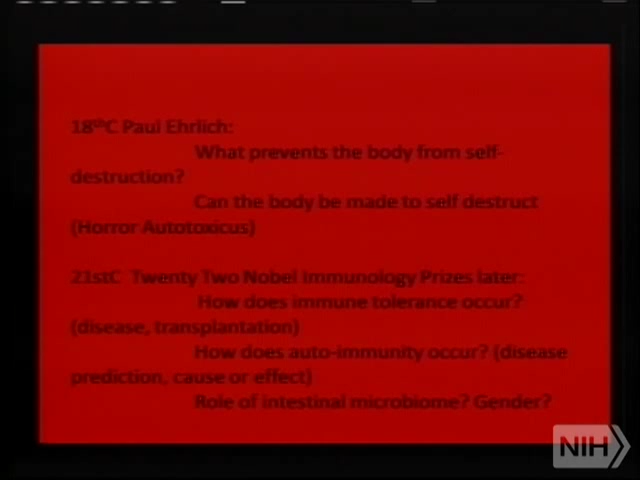 18thC Paul Ehrlich:
What prevents the body from self-
destruction?
Can the body be made to self destruct
(Horror Autotoxicus)
21stC Twenty Two Nobel Immunology Prizes later:
How does immune tolerance occur?
(disease, transplantation)
How does auto-immunity occur? (disease
prediction, cause or effect)
Role of intestinal microbiome? Gender?
NIH